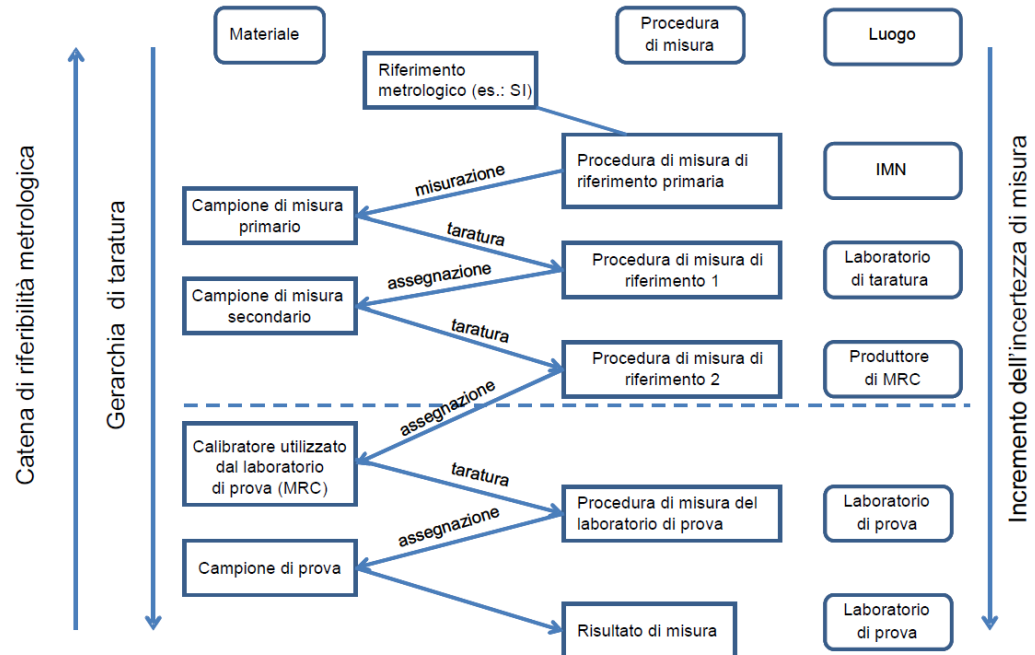 Materiale
Procedura
di misura
Luogo
Riferimento
metrologico (es.: SI)
Procedura di misura di
riferimento primaria
IMN
misurazione
Campione di misura
primario
taratura
Procedura di misura di
riferimento 1
Laboratorio
di taratura
assegnazione
Campione di misura
secondario
taratura
Procedura di misura di
riferimento 2
Produttore
di MRC
assegnazione
Calibratore utilizzato
dal laboratorio
di prova (MRC)
taratura
Procedura di misura del
laboratorio di prova
Laboratorio
di prova
assegnazione
Campione di prova
Risultato di misura
Laboratorio
di prova
Catena di riferibilità metrologica
Gerarchia di taratura
Incremento dell'incertezza di misura